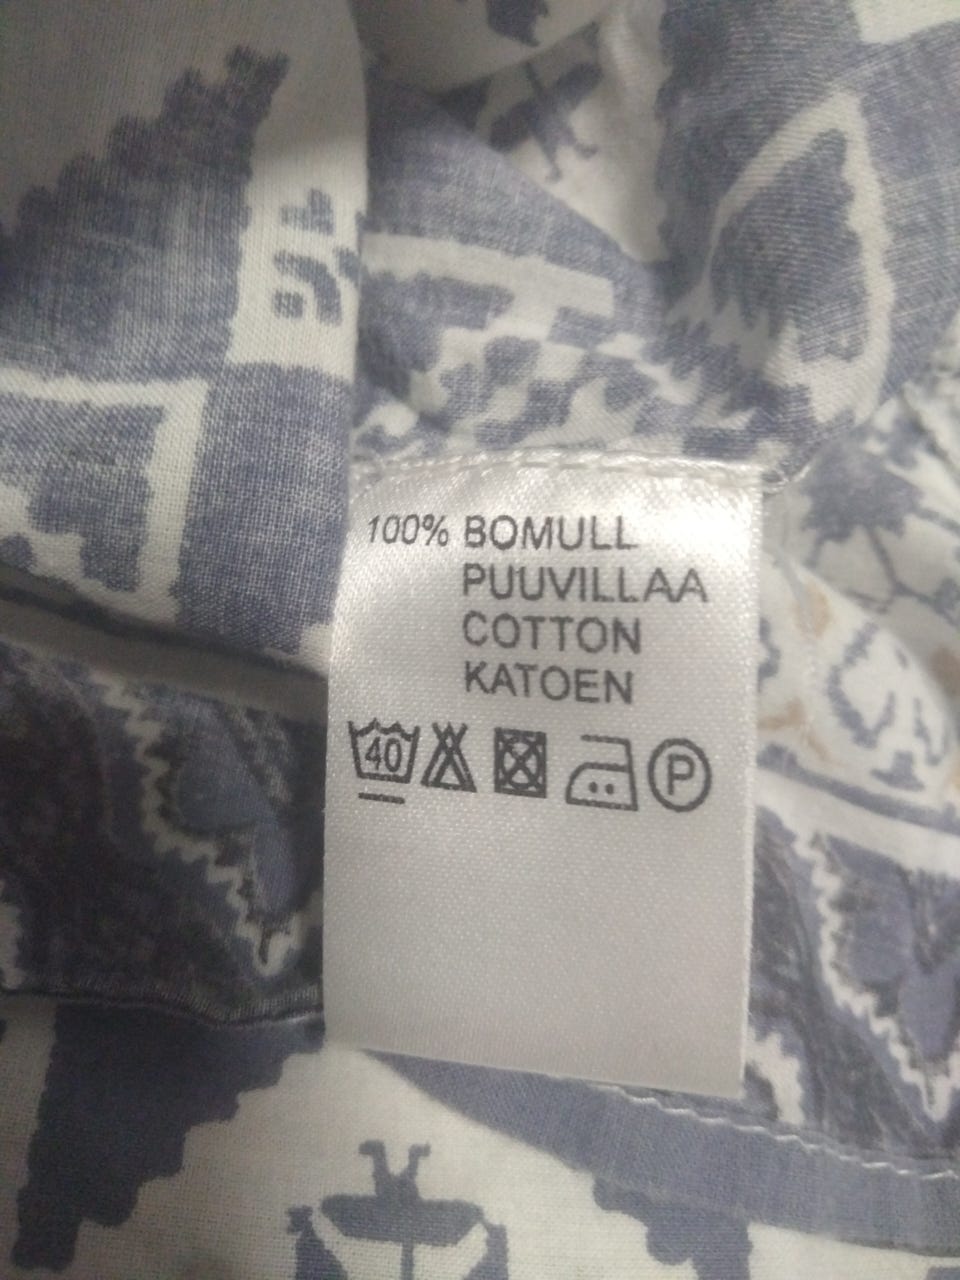 100% BOMULL
PUUVILLAA
COTTON
KATOEN
40 P